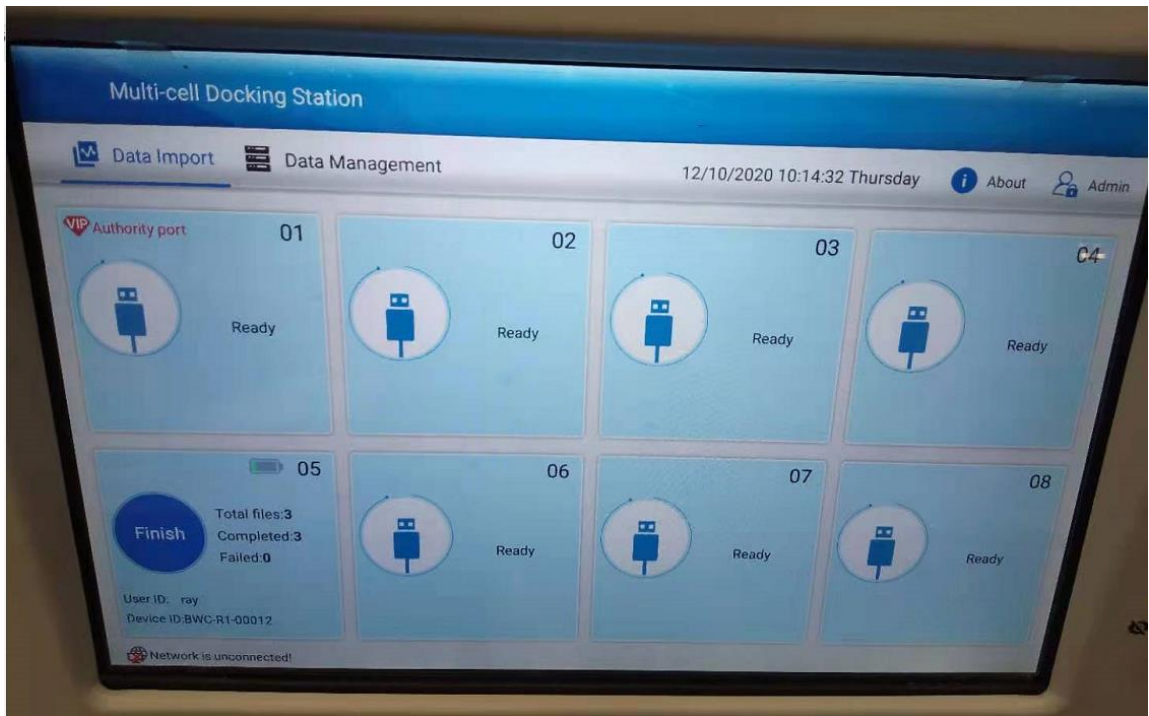 Multi-cell Docking Station
Data Import
Data Management
12/10/2020 10:14:32 Thursday
i
About
Admin
VIP Authority port
01
Ready
02
Ready
03
Ready
04
Ready
05
Finish
Total files:3
Completed:3
Failed:0
User ID: ray
Device ID:BWC-R1-00012
06
Ready
07
Ready
08
Ready
Network is unconnected!